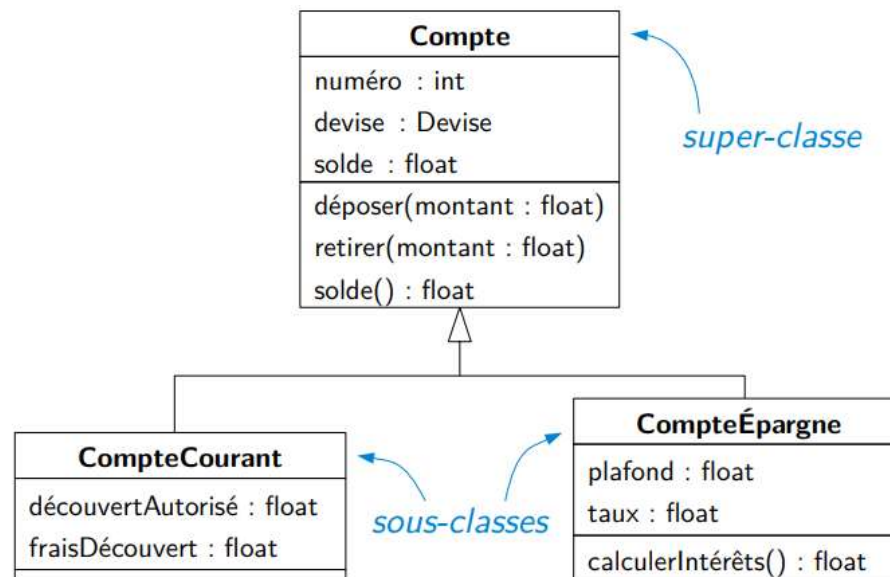 Compte
numéro : int
devise : Devise
solde : float
super-classe
déposer(montant : float)
retirer(montant : float)
solde() : float
CompteCourant
découvertAutorisé : float
fraisDécouvert : float
sous-classes
CompteÉpargne
plafond : float
taux : float
calculerIntérêts() : float